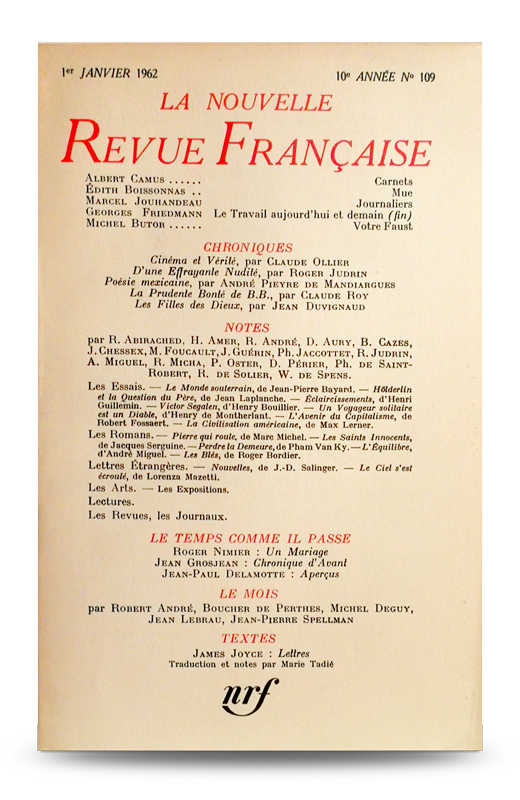 1er JANVIER 1962 10e ANNÉE No 109
LA NOUVELLE
REVUE FRANÇAISE
ALBERT CAMUS ...... Carnets
ÉDITH BOISSONNAS .. Mue
MARCEL JOUHANDEAU Journaliers
GEORGES FRIEDMANN Le Travail aujourd'hui et demain (fin)
MICHEL BUTOR ...... Votre Faust
CHRONIQUES
Cinéma et Vérité, par CLAUDE OLLIER
D'une Effrayante Nudité, par ROGER JUDRIN
Poésie mexicaine, par ANDRÉ PIEYRE DE MANDIARGUES
La Prudente Bonté de B.B., par CLAUDE ROY
Les Filles des Dieux, par JEAN DUVIGNAUD
NOTES
par R. ABIRACHED, H. AMER, R. ANDRÉ, D. AURY, B. CAZES,
J. CHESSEX, M. FOUCAULT, J. GUÉRIN, PH. JACCOTTET, R. JUDRIN,
A. MIGUEL, R. MICHA, P. OSTER, D. PÉRIER, PH. DE SAINT-
ROBERT, R. DE SOLIER, W. DE SPENS.
Les Essais. — Le Monde souterrain, de Jean-Pierre Bayard. — Hölderlin
et la Question du Père, de Jean Laplanche. — Éclaircissements, d'Henri
Guillemin. — Victor Segalen, d'Henry Bouillier. — Un Voyageur solitaire
est un Diable, d'Henry de Montherlant. — L'Avenir du Capitalisme, de
Robert Fossaert. — La Civilisation américaine, de Max Lerner.
Les Romans. — Pierre qui roule, de Marc Michel. — Les Saints Innocents,
de Jacques Serguine. — Perdre la Demeure, de Pham Van Ky. — L'Équilibre,
d'André Miguel. — Les Blés, de Roger Bordier.
Lettres Étrangères. — Nouvelles, de J.-D. Salinger. — Le Ciel s'est
écroulé, de Lorenza Mazetti.
Les Arts. — Les Expositions.
Lectures.
Les Revues, les Journaux.
LE TEMPS COMME IL PASSE
ROGER NIMIER : Un Mariage
JEAN GROSJEAN : Chronique d'Avant
JEAN-PAUL DELAMOTTE : Aperçus
LE MOIS
par ROBERT ANDRÉ, BOUCHER DE PERTHES, MICHEL DEGUY,
JEAN LEBRAU, JEAN-PIERRE SPELLMAN
TEXTES
JAMES JOYCE : Lettres
Traduction et notes par Marie Tadié
nrf